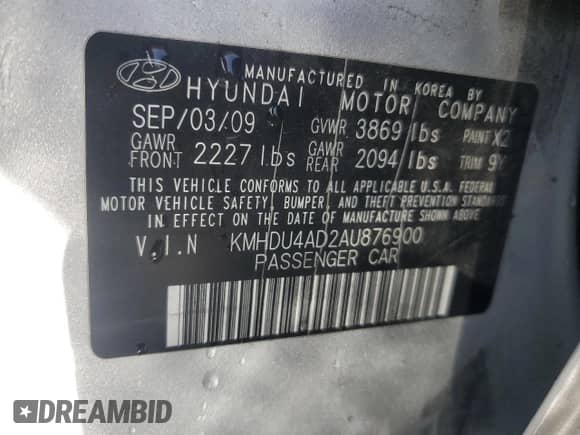 MANUFACTURED IN KOREA BY
HYUNDAI MOTOR COMPANY
SEP/03/09 GVWR 3869 lbs PAINT X2
GAWR FRONT 2227 lbs GAWR REAR 2094 lbs TRIM 9Y
THIS VEHICLE CONFORMS TO ALL APPLICABLE U.S.A. FEDERAL
MOTOR VEHICLE SAFETY, BUMPER, AND THEFT PREVENTION STANDARDS
IN EFFECT ON THE DATE OF MANUFACTURE SHOWN ABOVE.
V.I.N KMHDU4AD2AU876900
PASSENGER CAR
DREAMBID